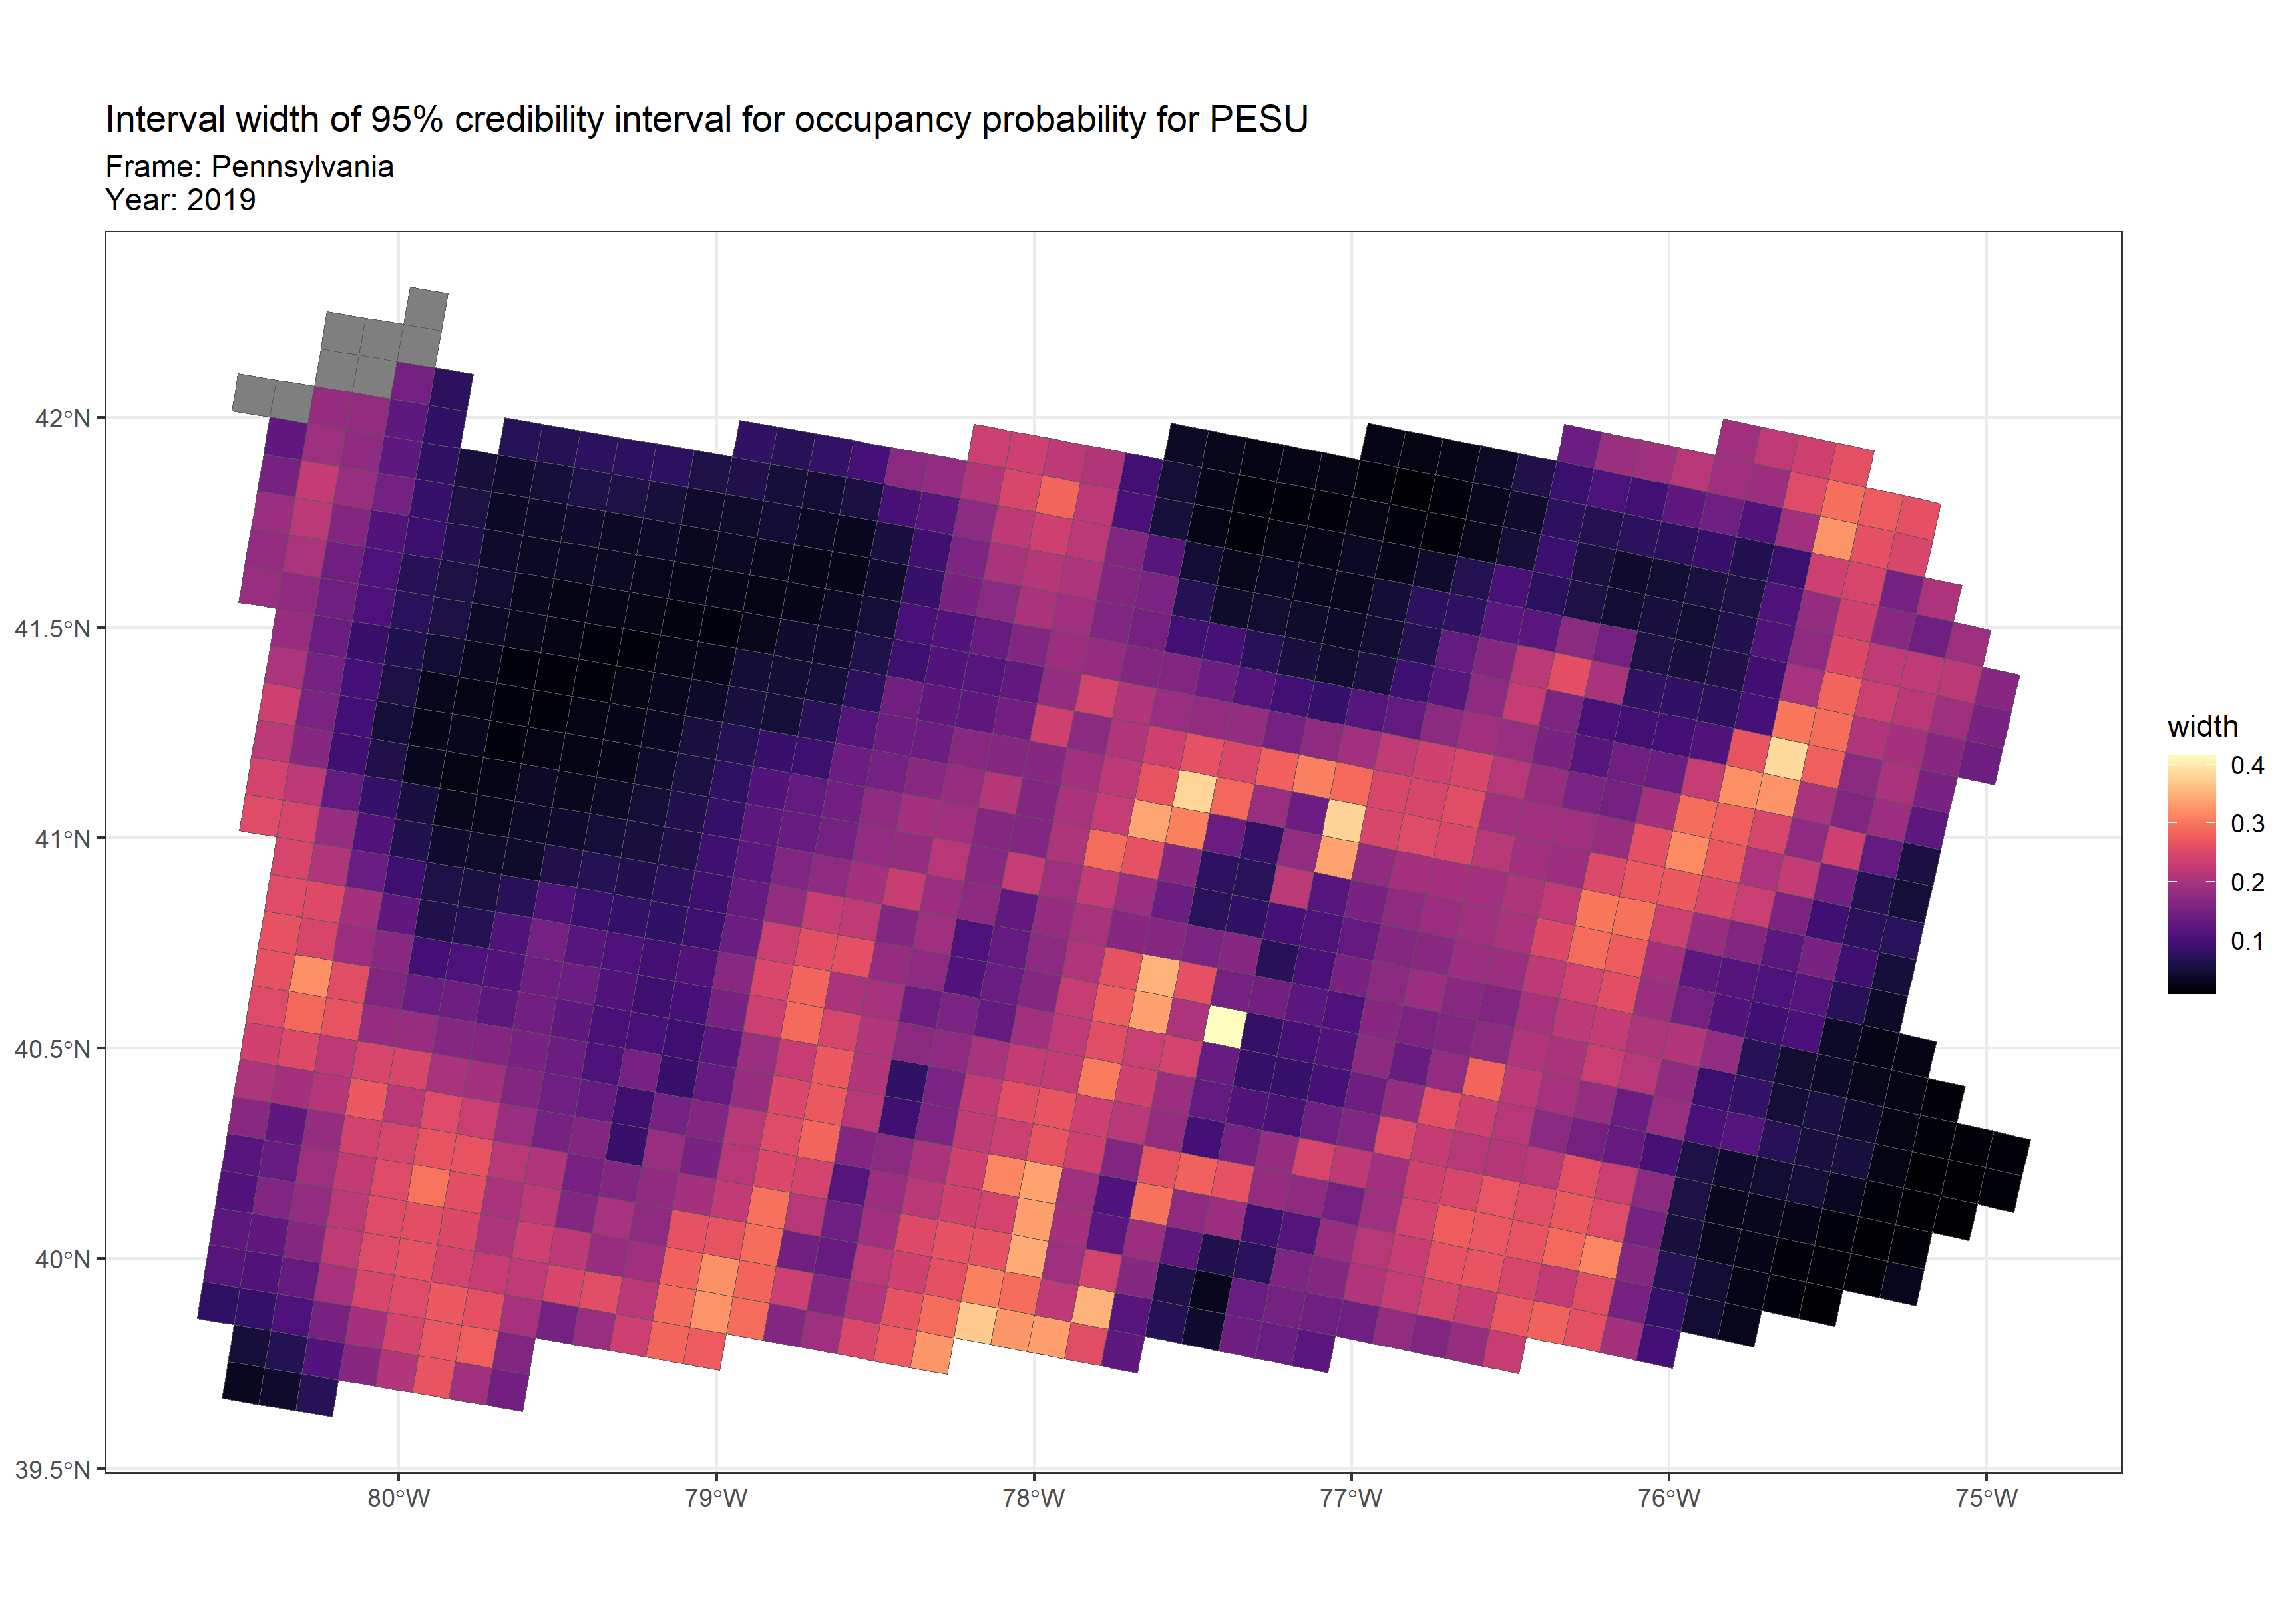 Interval width of 95% credibility interval for occupancy probability for PESU
Frame: Pennsylvania
Year: 2019
42°N
41.5°N
41°N
40.5°N
40°N
39.5°N
80°W
79°W
78°W
77°W
76°W
75°W
width
0.4
0.3
0.2
0.1